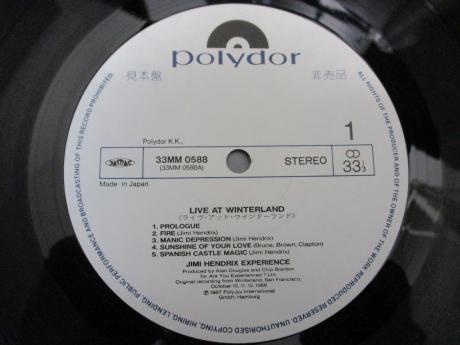 polydor
見本盤
非売品
Polydor K.K.,
1
JASRAC
33MM 0588
(33MM 0588A)
STEREO
33 1/3
Made in Japan
LIVE AT WINTERLAND
(ライヴ・アット・ウィンターランド)
1. PROLOGUE
2. FIRE (Jimi Hendrix)
3. MANIC DEPRESSION (Jimi Hendrix)
4. SUNSHINE OF YOUR LOVE (Bruce, Brown, Clapton)
5. SPANISH CASTLE MAGIC (Jimi Hendrix)
JIMI HENDRIX EXPERIENCE
Produced by Alan Douglas and Chip Branton
for Are You Experienced ? Ltd.
Original recording from Winterland, San Francisco,
October 10, 11, 12, 1968
℗ 1987 Polydor International
GmbH, Hamburg
ALL RIGHTS OF THE PRODUCER AND OF THE OWNER OF THE WORK REPRODUCED RESERVED. UNAUTHORISED COPYING, HIRING, LENDING, PUBLIC PERFORMANCE AND BROADCASTING OF THIS RECORD PROHIBITED